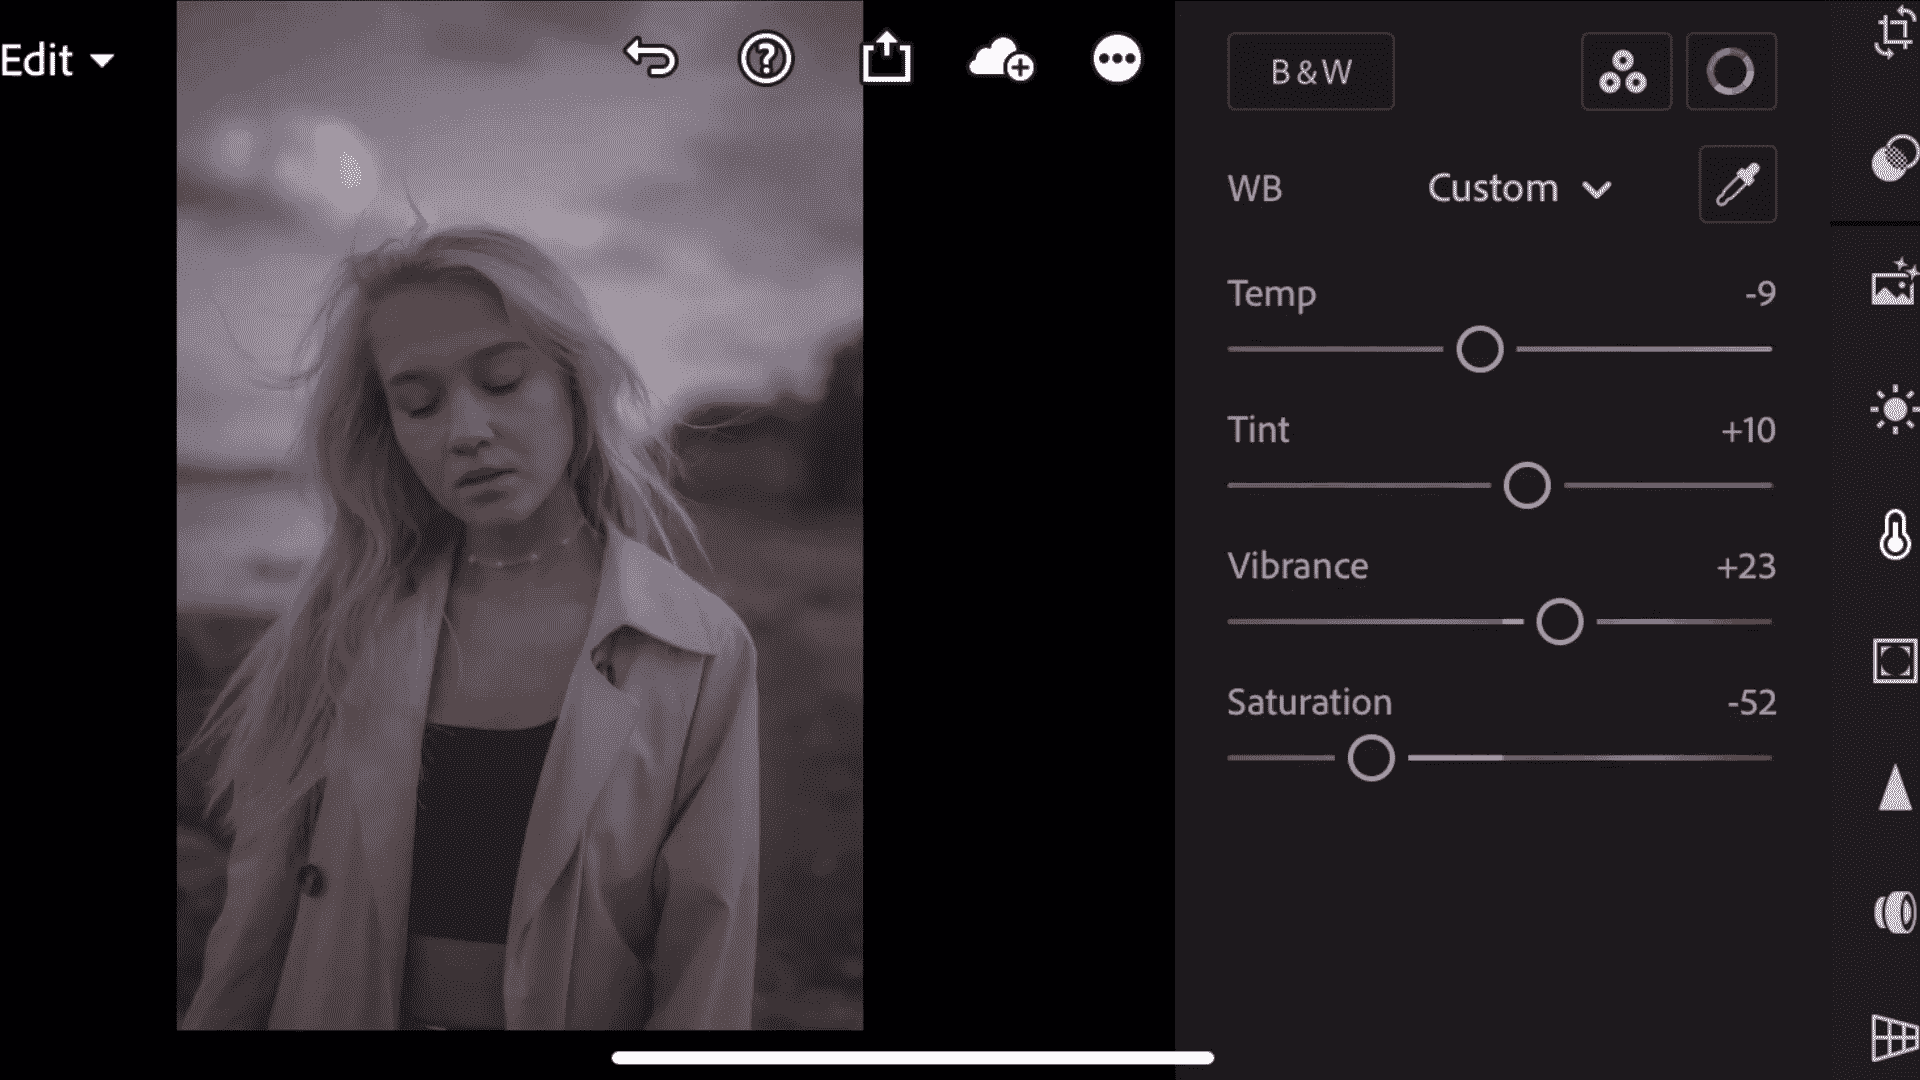 Edit
B&W
WB Custom
Temp -9
Tint +10
Vibrance +23
Saturation -52